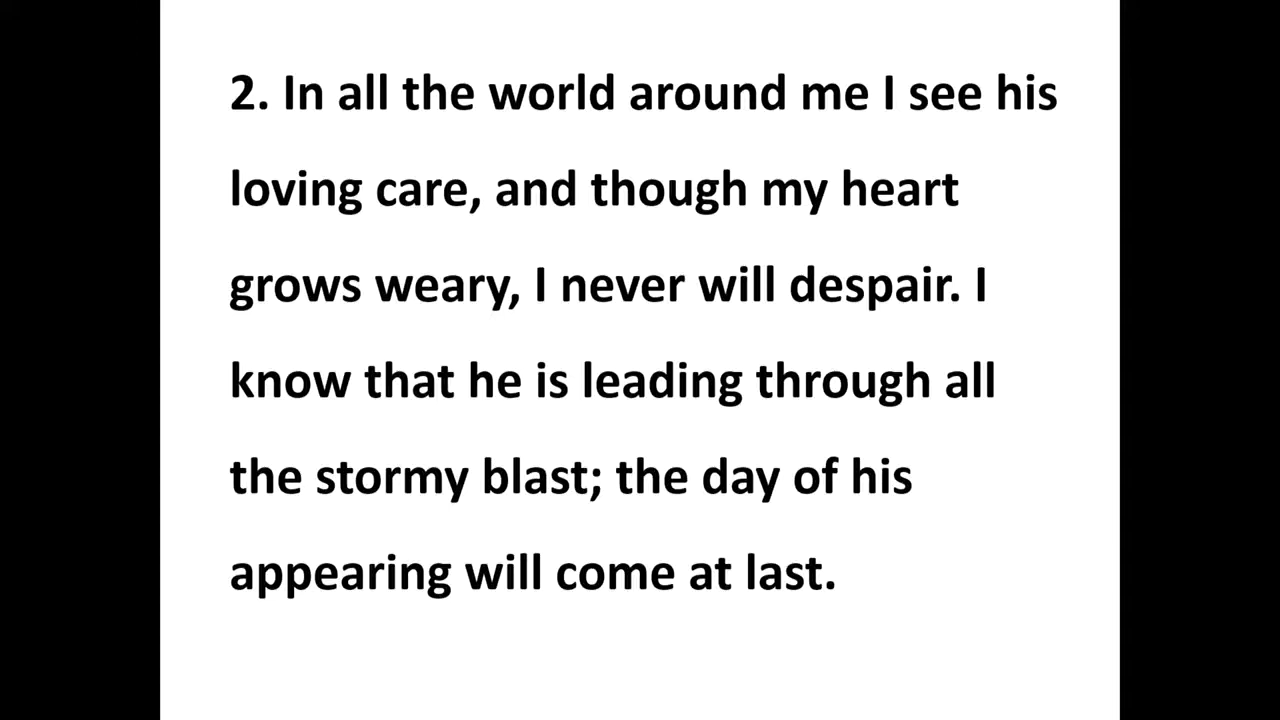 2. In all the world around me I see his
loving care, and though my heart
grows weary, I never will despair. I
know that he is leading through all
the stormy blast; the day of his
appearing will come at last.